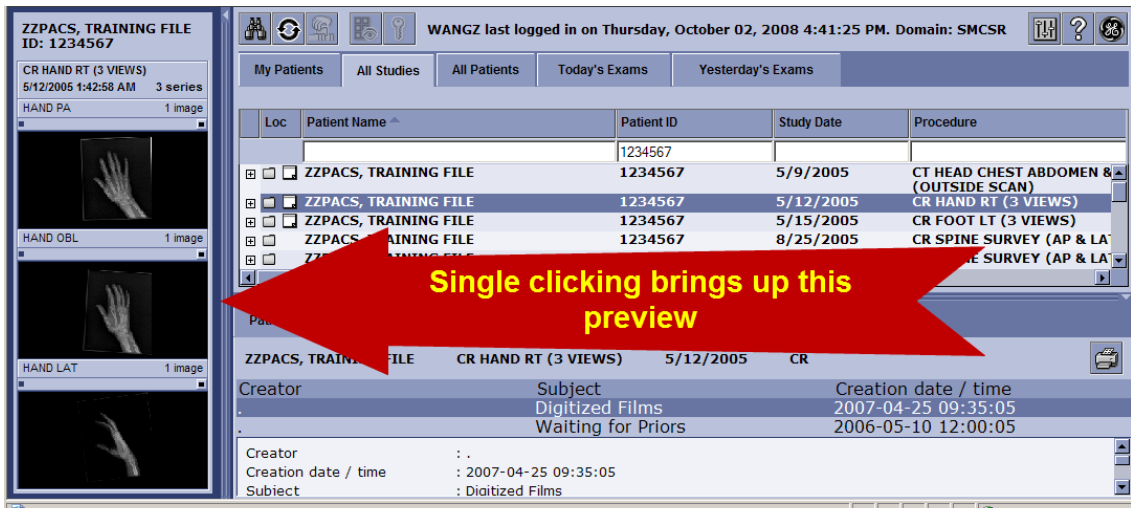 ZZPACS, TRAINING FILE
ID: 1234567
CR HAND RT (3 VIEWS)
5/12/2005 1:42:58 AM 3 series
HAND PA 1 image
HAND OBL 1 image
HAND LAT 1 image
WANGZ last logged in on Thursday, October 02, 2008 4:41:25 PM. Domain: SMCSR
My Patients All Studies All Patients Today's Exams Yesterday's Exams
Loc Patient Name Patient ID Study Date Procedure
1234567
ZZPACS, TRAINING FILE 1234567 5/9/2005 CT HEAD CHEST ABDOMEN &
(OUTSIDE SCAN)
ZZPACS, TRAINING FILE 1234567 5/12/2005 CR HAND RT (3 VIEWS)
ZZPACS, TRAINING FILE 1234567 5/15/2005 CR FOOT LT (3 VIEWS)
ZZPACS, TRAINING FILE 1234567 8/25/2005 CR SPINE SURVEY (AP & LAT
SURVEY (AP & LAT
Single clicking brings up this
preview
ZZPACS, TRAINING FILE CR HAND RT (3 VIEWS) 5/12/2005 CR
Creator Subject Creation date / time
. Digitized Films 2007-04-25 09:35:05
. Waiting for Priors 2006-05-10 12:00:05
Creator : .
Creation date / time : 2007-04-25 09:35:05
Subject : Digitized Films